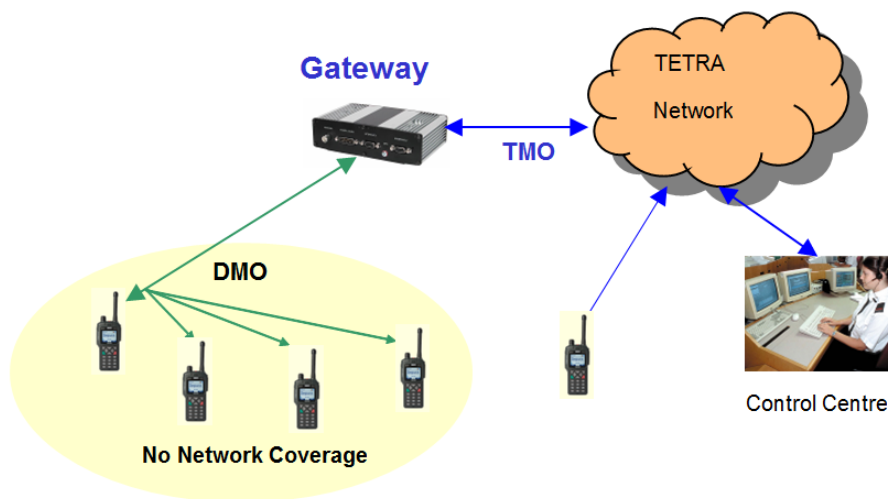 Gateway
TETRA
Network
TMO
DMO
No Network Coverage
Control Centre